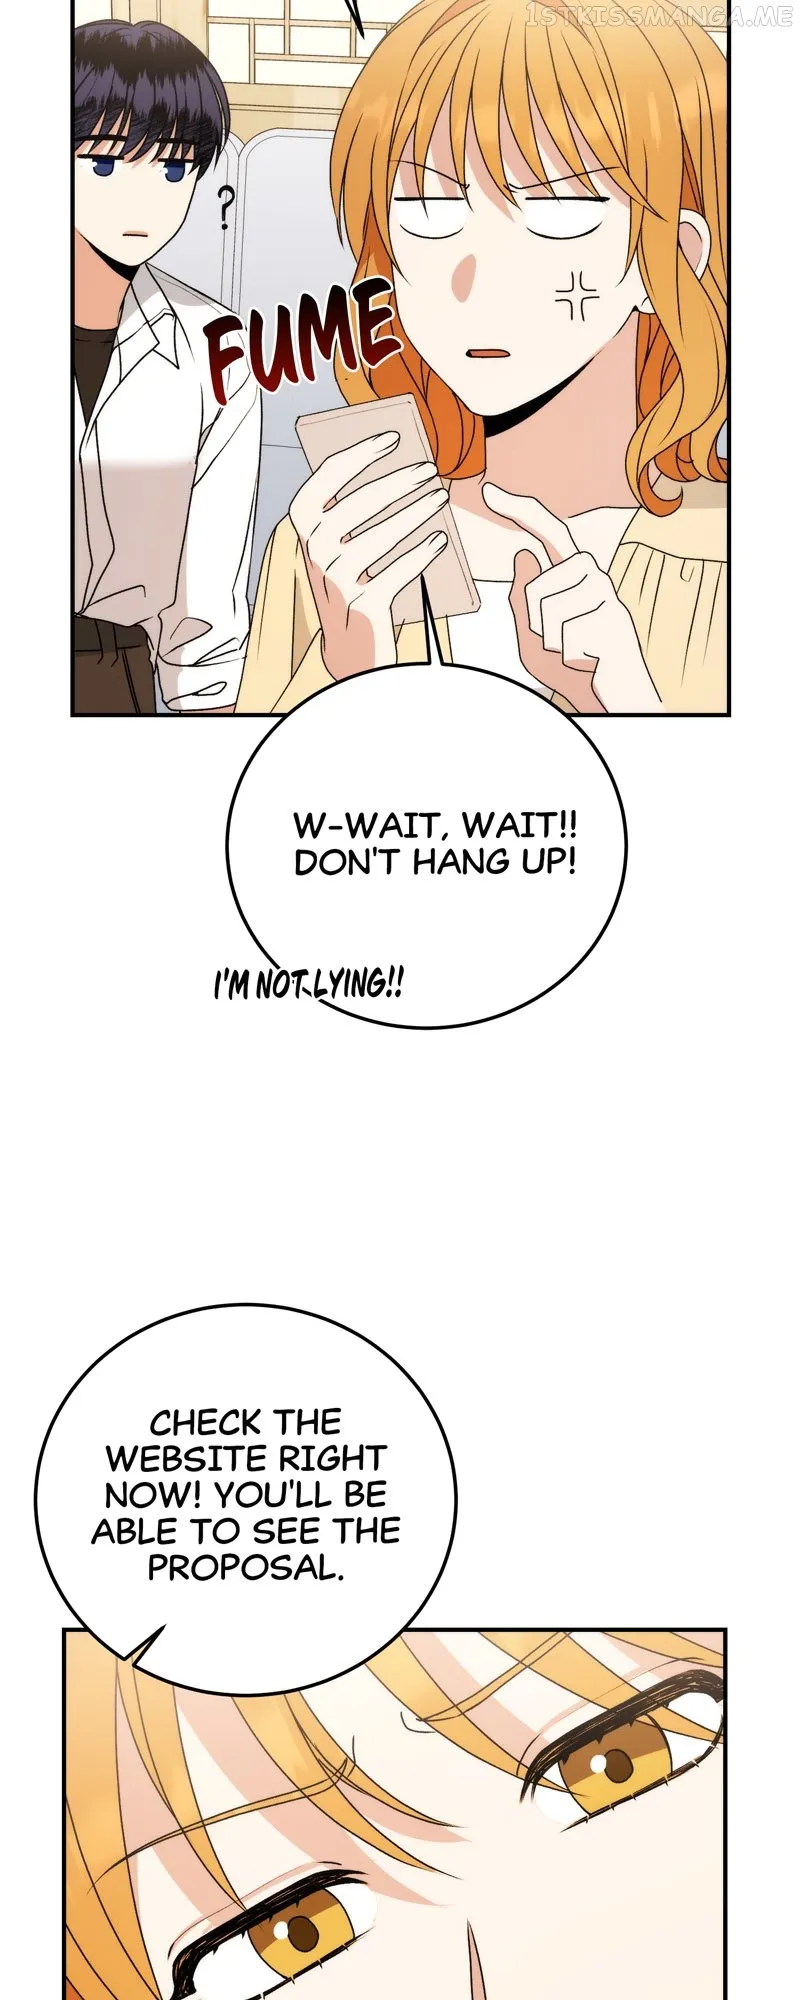 1STKISSMANGA.ME
?
FUME
W-WAIT, WAIT!!
DON'T HANG UP!
I'M NOT LYING!!
CHECK THE
WEBSITE RIGHT
NOW! YOU'LL BE
ABLE TO SEE THE
PROPOSAL.